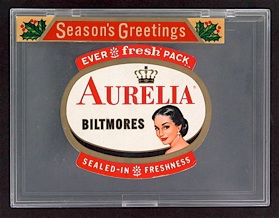 Season's Greetings
EVER fresh PACK
AURELIA
BILTMORES
SEALED-IN FRESHNESS